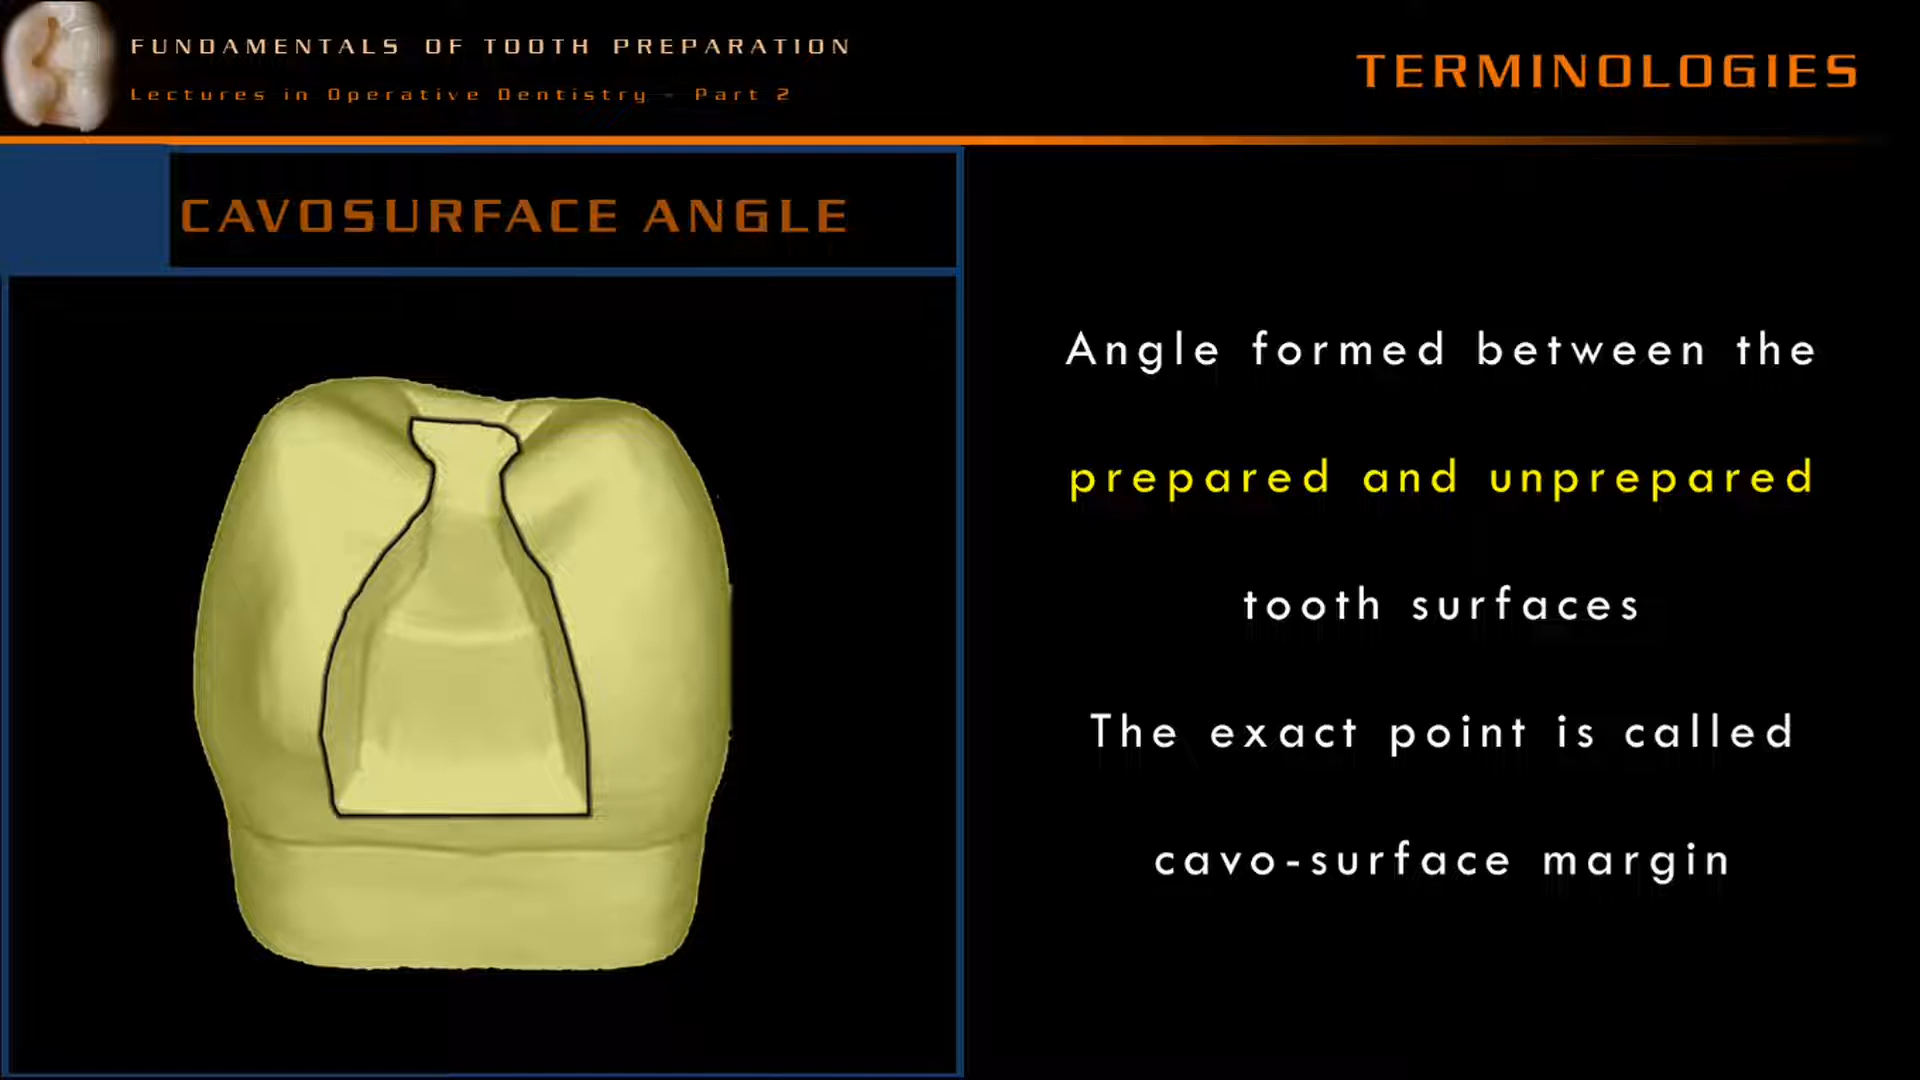 FUNDAMENTALS OF TOOTH PREPARATION
Lectures in Operative Dentistry - Part 2
TERMINOLOGIES
CAVOSURFACE ANGLE
Angle formed between the
prepared and unprepared
tooth surfaces
The exact point is called
cavo-surface margin